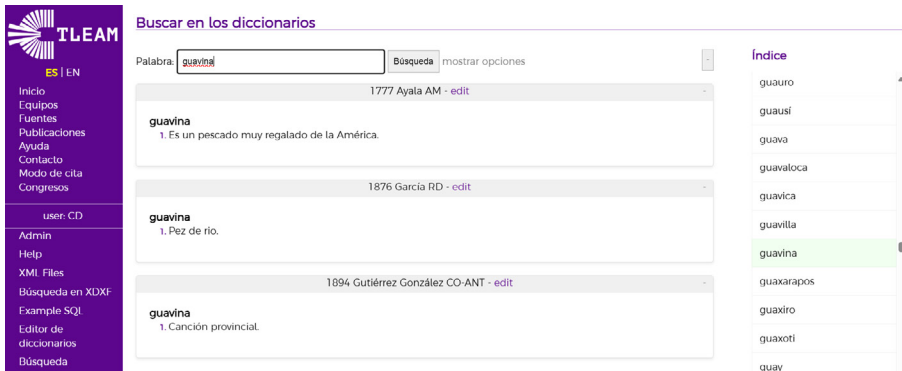 TLEAM
ES | EN
Inicio
Equipos
Fuentes
Publicaciones
Ayuda
Contacto
Modo de cita
Congresos
user: CD
Admin
Help
XML Files
Búsqueda en XDXF
Example SQL
Editor de
diccionarios
Búsqueda
Buscar en los diccionarios
Palabra: guavina Búsqueda mostrar opciones -
1777 Ayala AM - edit -
guavina
1. Es un pescado muy regalado de la América.
1876 García RD - edit -
guavina
1. Pez de rio.
1894 Gutiérrez González CO-ANT - edit -
guavina
1. Canción provincial.
Índice
guauro
guausí
guava
guavaloca
guavica
guavilla
guavina
guaxarapos
guaxiro
guaxoti
guay